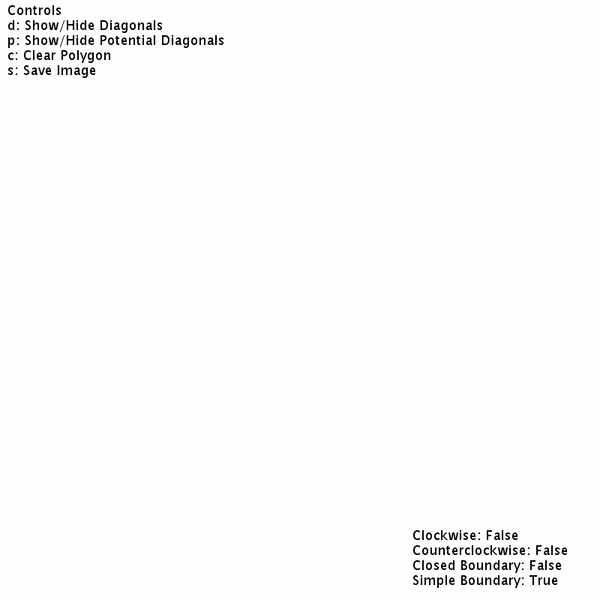 Controls
d: Show/Hide Diagonals
p: Show/Hide Potential Diagonals
c: Clear Polygon
s: Save Image
Clockwise: False
Counterclockwise: False
Closed Boundary: False
Simple Boundary: True